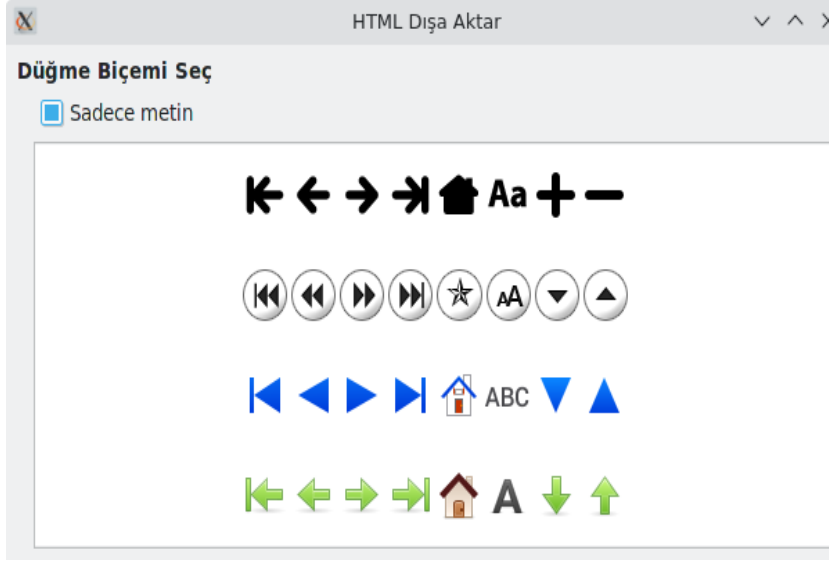 HTML Dışa Aktar
Düğme Biçemi Seç
Sadece metin
Aa
AA
ABC
A